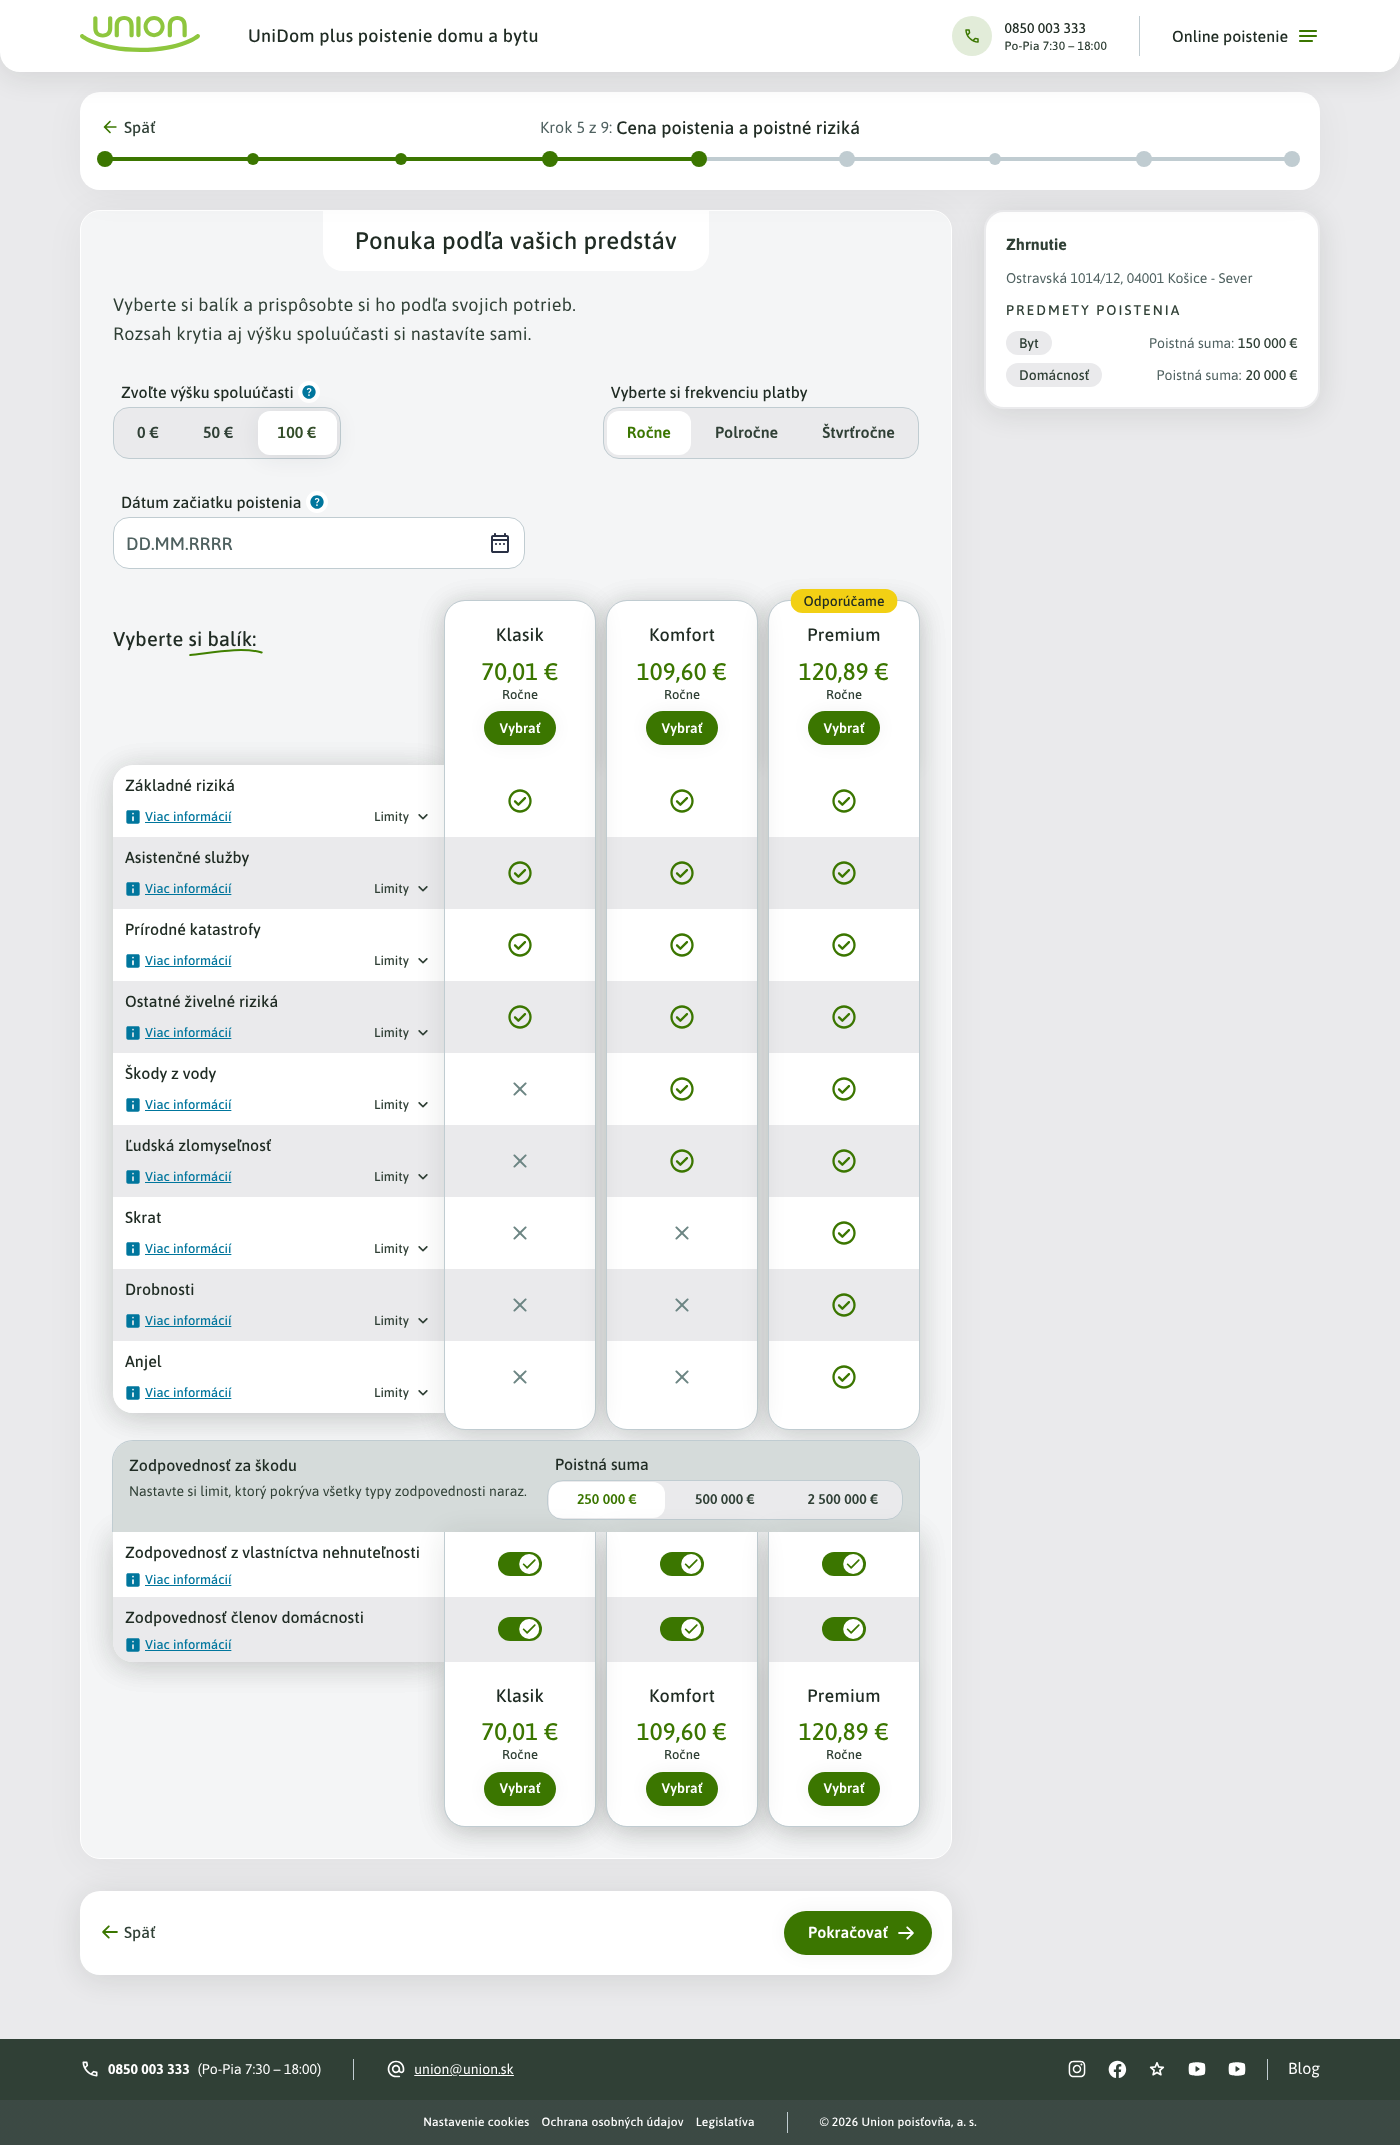 union
UniDom plus poistenie domu a bytu
0850 003 333
Po-Pia 7:30 – 18:00
Online poistenie
Späť
Krok 5 z 9: Cena poistenia a poistné riziká
Ponuka podľa vašich predstáv
Vyberte si balík a prispôsobte si ho podľa svojich potrieb.
Rozsah krytia aj výšku spoluúčasti si nastavíte sami.
Zvoľte výšku spoluúčasti
0 € 50 € 100 €
Vyberte si frekvenciu platby
Ročne Polročne Štvrťročne
Dátum začiatku poistenia
DD.MM.RRRR
Zhrnutie
Ostravská 1014/12, 04001 Košice - Sever
PREDMETY POISTENIA
Byt Poistná suma: 150 000 €
Domácnosť Poistná suma: 20 000 €
Vyberte si balík:
Klasik
70,01 €
Ročne
Vybrať
Komfort
109,60 €
Ročne
Vybrať
Odporúčame
Premium
120,89 €
Ročne
Vybrať
Základné riziká
Viac informácií Limity
Asistenčné služby
Viac informácií Limity
Prírodné katastrofy
Viac informácií Limity
Ostatné živelné riziká
Viac informácií Limity
Škody z vody
Viac informácií Limity
Ľudská zlomyseľnosť
Viac informácií Limity
Skrat
Viac informácií Limity
Drobnosti
Viac informácií Limity
Anjel
Viac informácií Limity
Zodpovednosť za škodu
Nastavte si limit, ktorý pokrýva všetky typy zodpovednosti naraz.
Poistná suma
250 000 € 500 000 € 2 500 000 €
Zodpovednosť z vlastníctva nehnuteľnosti
Viac informácií
Zodpovednosť členov domácnosti
Viac informácií
Klasik
70,01 €
Ročne
Vybrať
Komfort
109,60 €
Ročne
Vybrať
Premium
120,89 €
Ročne
Vybrať
Späť
Pokračovať
0850 003 333 (Po-Pia 7:30 – 18:00)
union@union.sk
Blog
Nastavenie cookies Ochrana osobných údajov Legislatíva
© 2026 Union poisťovňa, a. s.